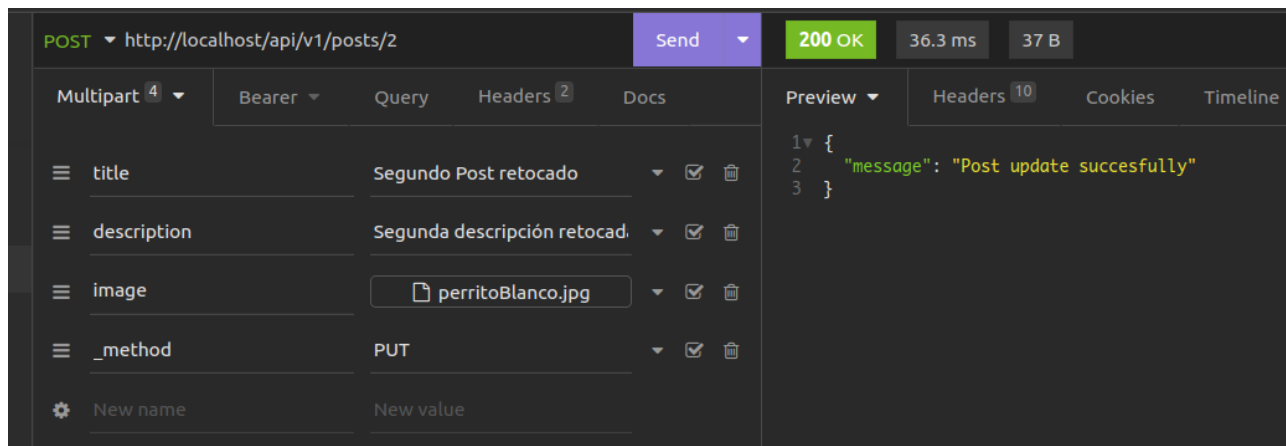 POST http://localhost/api/v1/posts/2 Send 200 OK 36.3 ms 37 B
Multipart 4 Bearer Query Headers 2 Docs Preview Headers 10 Cookies Timeline
title Segundo Post retocado
description Segunda descripción retocada
image perritoBlanco.jpg
_method PUT
New name New value
1 {
2 "message": "Post update succesfully"
3 }